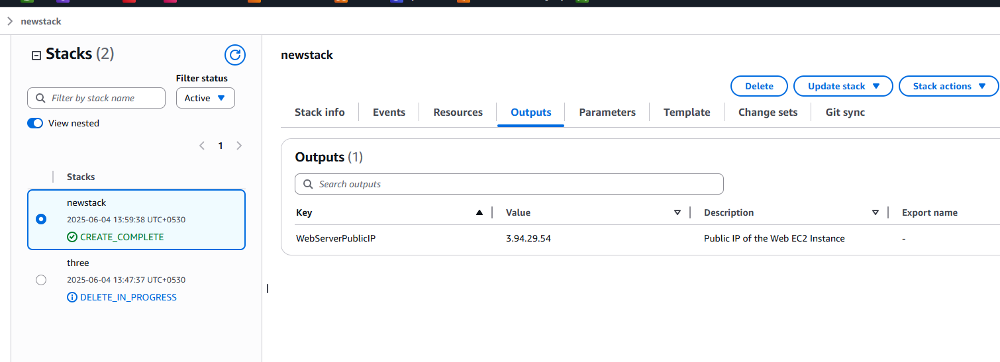 newstack
Stacks (2)
Filter status
Filter by stack name
Active
View nested
1
Stacks
newstack
2025-06-04 13:59:38 UTC+0530
CREATE_COMPLETE
three
2025-06-04 13:47:37 UTC+0530
DELETE_IN_PROGRESS
newstack
Delete Update stack Stack actions
Stack info Events Resources Outputs Parameters Template Change sets Git sync
Outputs (1)
Search outputs
Key Value Description Export name
WebServerPublicIP 3.94.29.54 Public IP of the Web EC2 Instance -